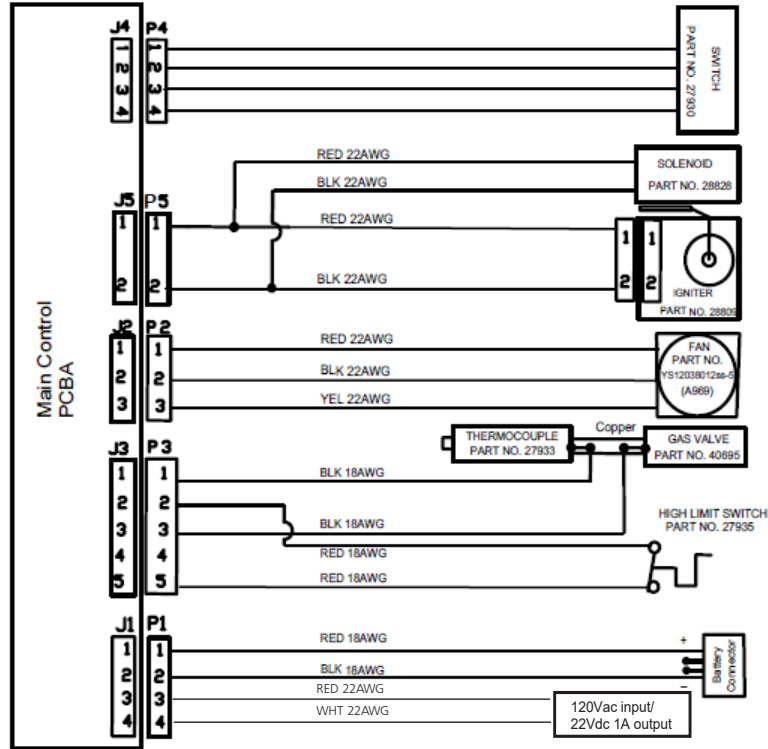 J4 P4
1 1
2 2
3 3
4 4
SWITCH
PART NO. 27930
RED 22AWG
BLK 22AWG
SOLENOID
PART NO. 28828
J5 P5
1 1
2 2
RED 22AWG
BLK 22AWG
1 1
2 2
IGNITER
PART NO. 28809
Main Control
PCBA
J2 P2
1 1
2 2
3 3
RED 22AWG
BLK 22AWG
YEL 22AWG
FAN
PART NO.
YS12038012ss-5
(A969)
THERMOCOUPLE
PART NO. 27933
Copper
GAS VALVE
PART NO. 40695
J3 P3
1 1
2 2
3 3
4 4
5 5
BLK 18AWG
BLK 18AWG
RED 18AWG
RED 18AWG
HIGH LIMIT SWITCH
PART NO. 27935
J1 P1
1 1
2 2
3 3
4 4
RED 18AWG
BLK 18AWG
RED 22AWG
WHT 22AWG
+
–
Battery
Connector
120Vac input/
22Vdc 1A output